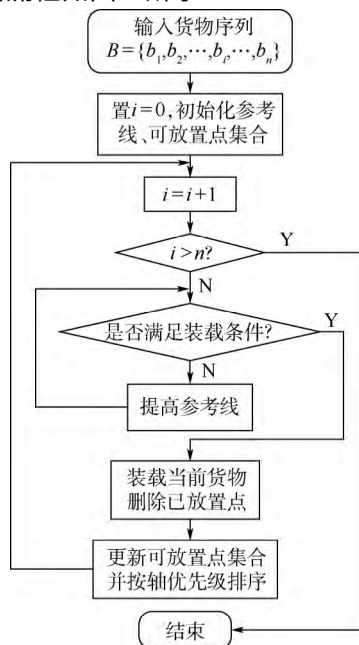 输入货物序列
B={b₁,b₂,⋯,bᵢ,⋯,bₙ}
置i=0,初始化参考
线、可放置点集合
i=i+1
i>n?
Y
N
是否满足装载条件?
Y
N
提高参考线
装载当前货物
删除已放置点
更新可放置点集合
并按轴优先级排序
结束